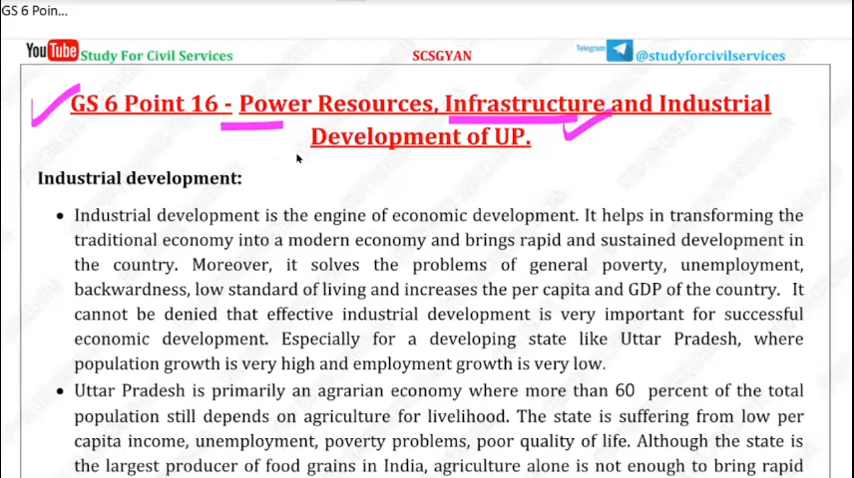 GS 6 Poin...
YouTube Study For Civil Services SCSGYAN Telegram @studyforcivilservices
GS 6 Point 16 - Power Resources, Infrastructure and Industrial
Development of UP.
Industrial development:
• Industrial development is the engine of economic development. It helps in transforming the
traditional economy into a modern economy and brings rapid and sustained development in
the country. Moreover, it solves the problems of general poverty, unemployment,
backwardness, low standard of living and increases the per capita and GDP of the country. It
cannot be denied that effective industrial development is very important for successful
economic development. Especially for a developing state like Uttar Pradesh, where
population growth is very high and employment growth is very low.
• Uttar Pradesh is primarily an agrarian economy where more than 60 percent of the total
population still depends on agriculture for livelihood. The state is suffering from low per
capita income, unemployment, poverty problems, poor quality of life. Although the state is
the largest producer of food grains in India, agriculture alone is not enough to bring rapid